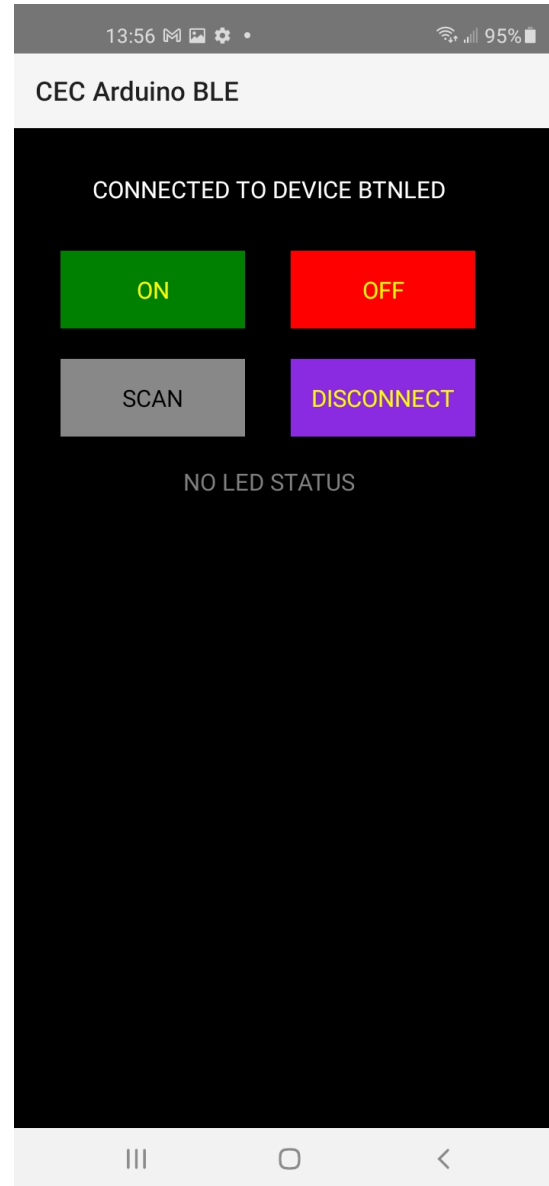 13:56 95%
CEC Arduino BLE
CONNECTED TO DEVICE BTNLED
ON OFF
SCAN DISCONNECT
NO LED STATUS